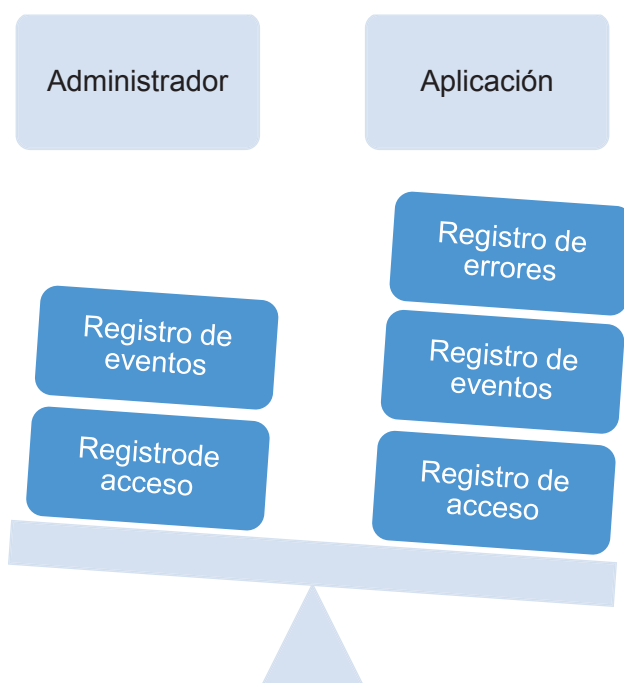 Administrador
Aplicación
Registro de
errores
Registro de
eventos
Registro de
eventos
Registrode
acceso
Registro de
acceso